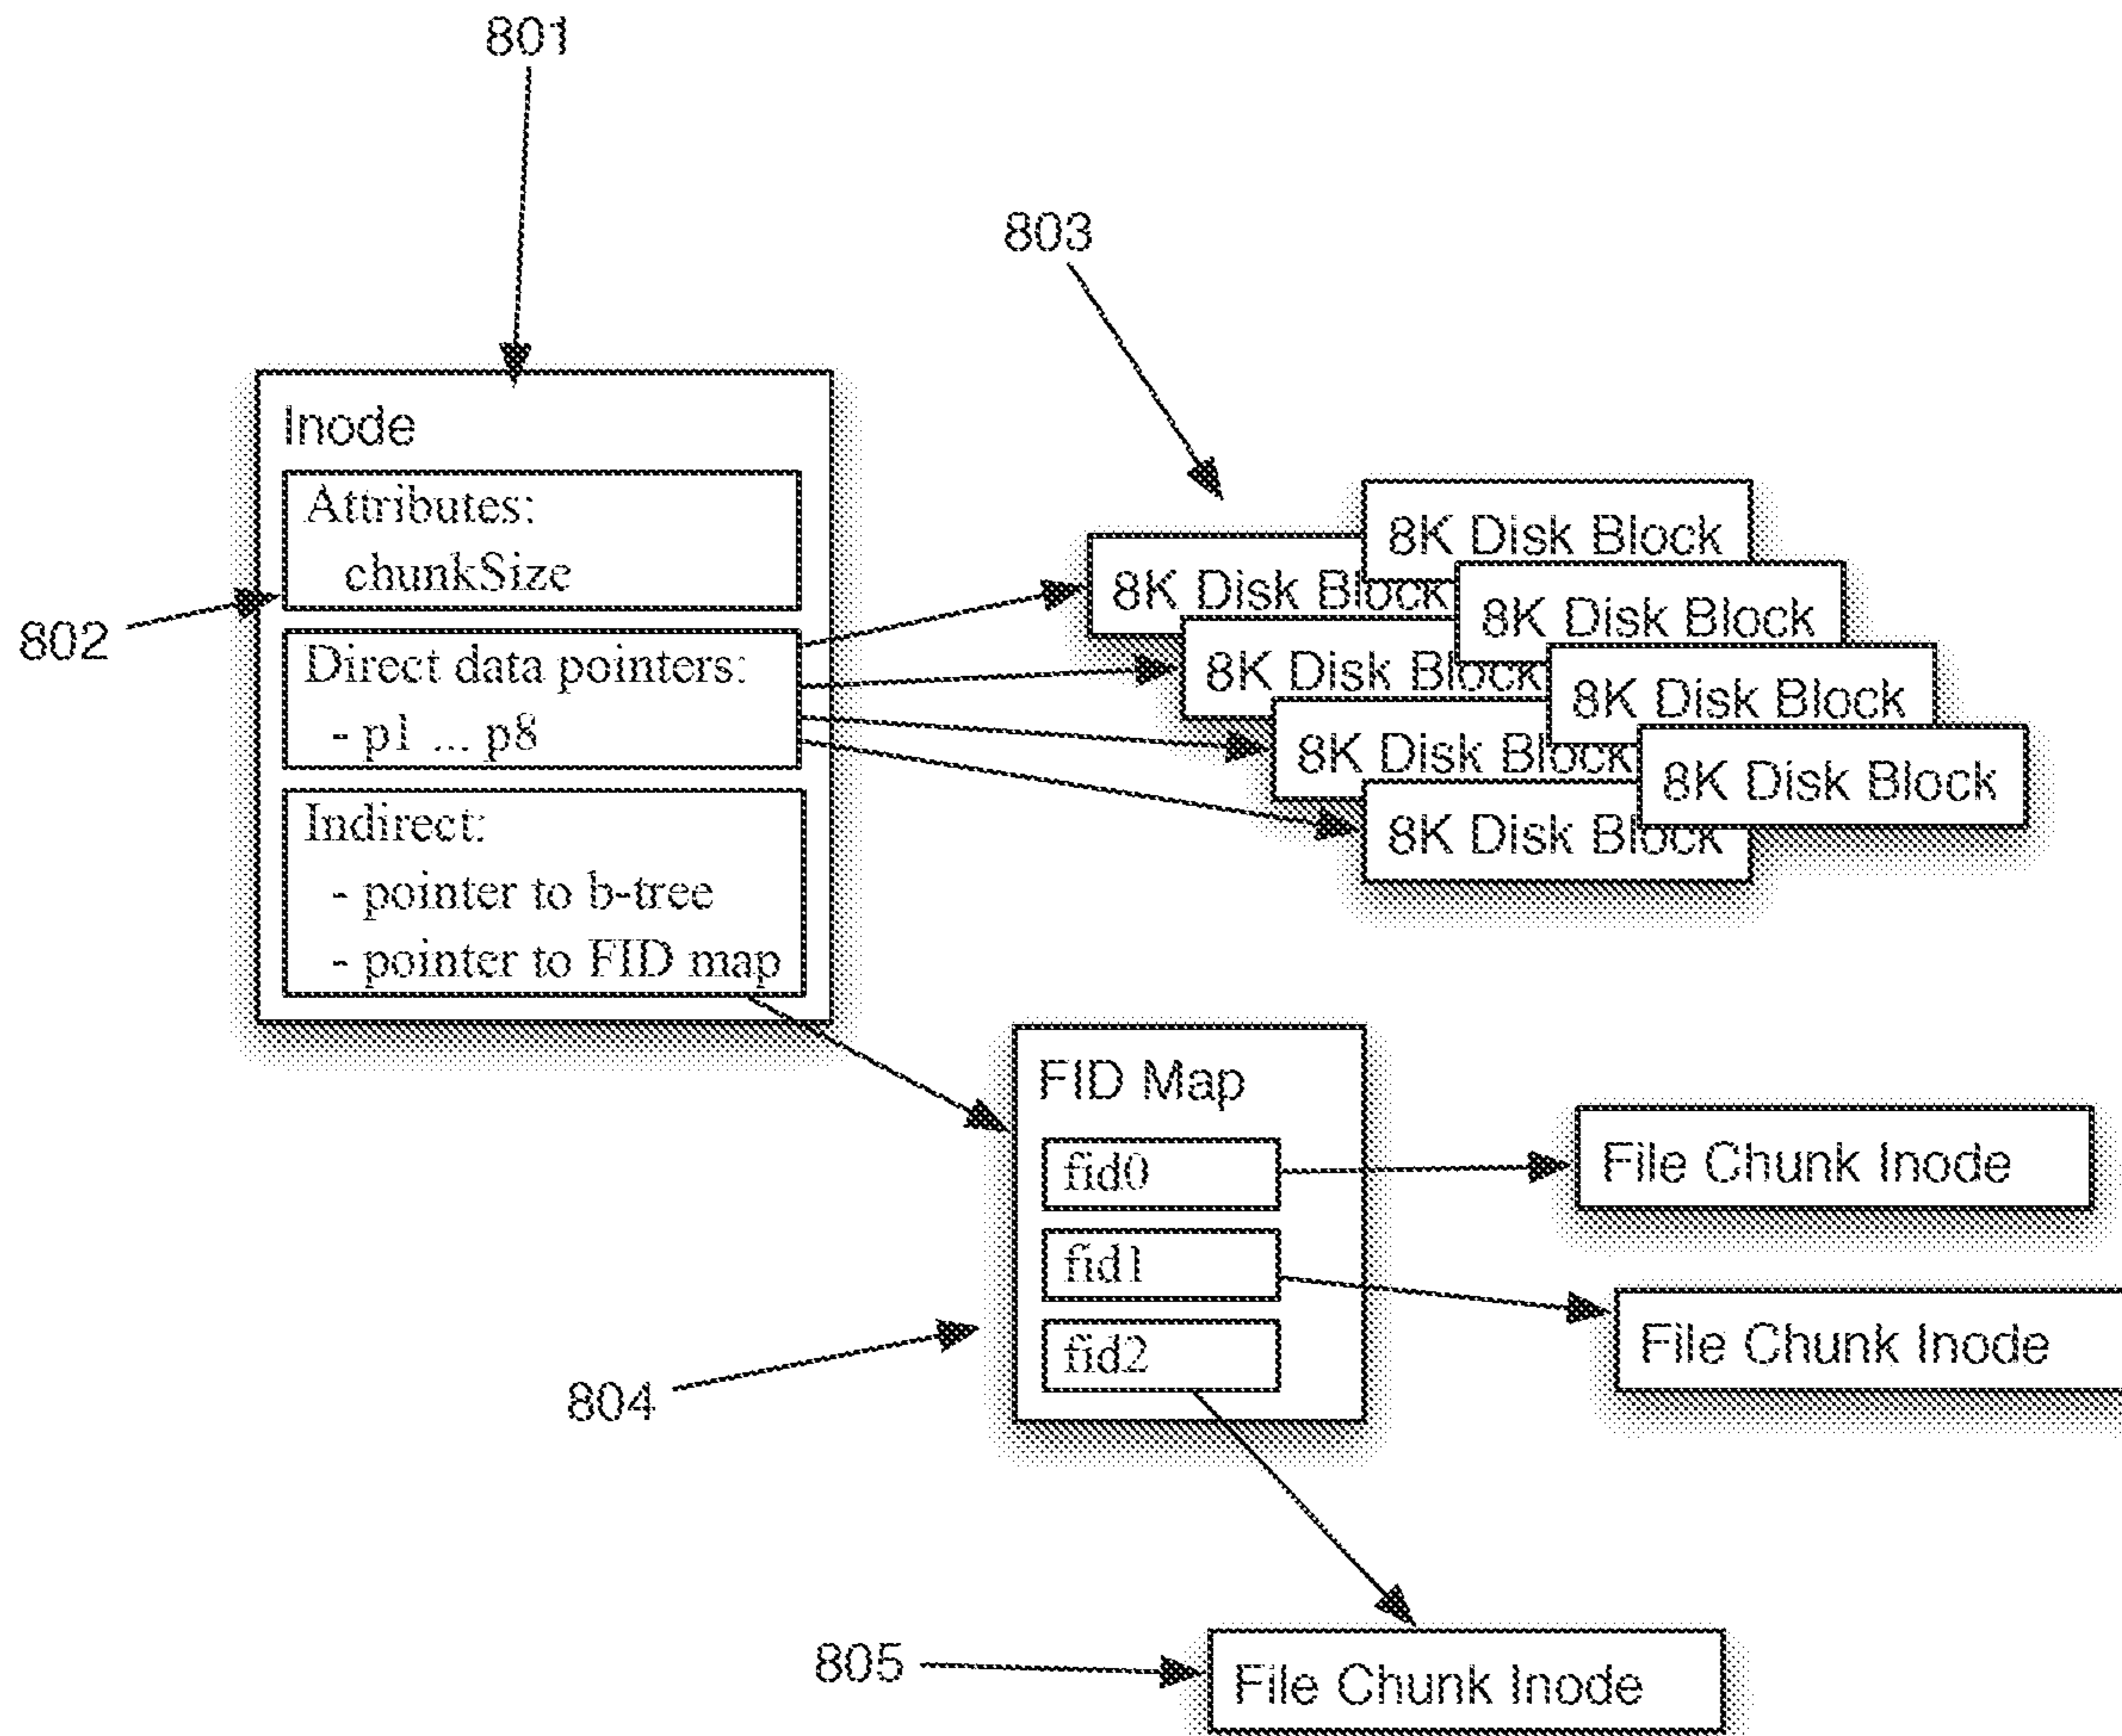 801
803
Inode
Attributes:
chunkSize
802
Direct data pointers:
- p1 ... p8
Indirect:
- pointer to b-tree
- pointer to FID map
8K Disk Block
8K Disk Block
8K Disk Block
8K Disk Block
8K Disk Block
8K Disk Block
8K Disk Block
8K Disk Block
FID Map
fid0
fid1
fid2
File Chunk Inode
File Chunk Inode
804
805
File Chunk Inode